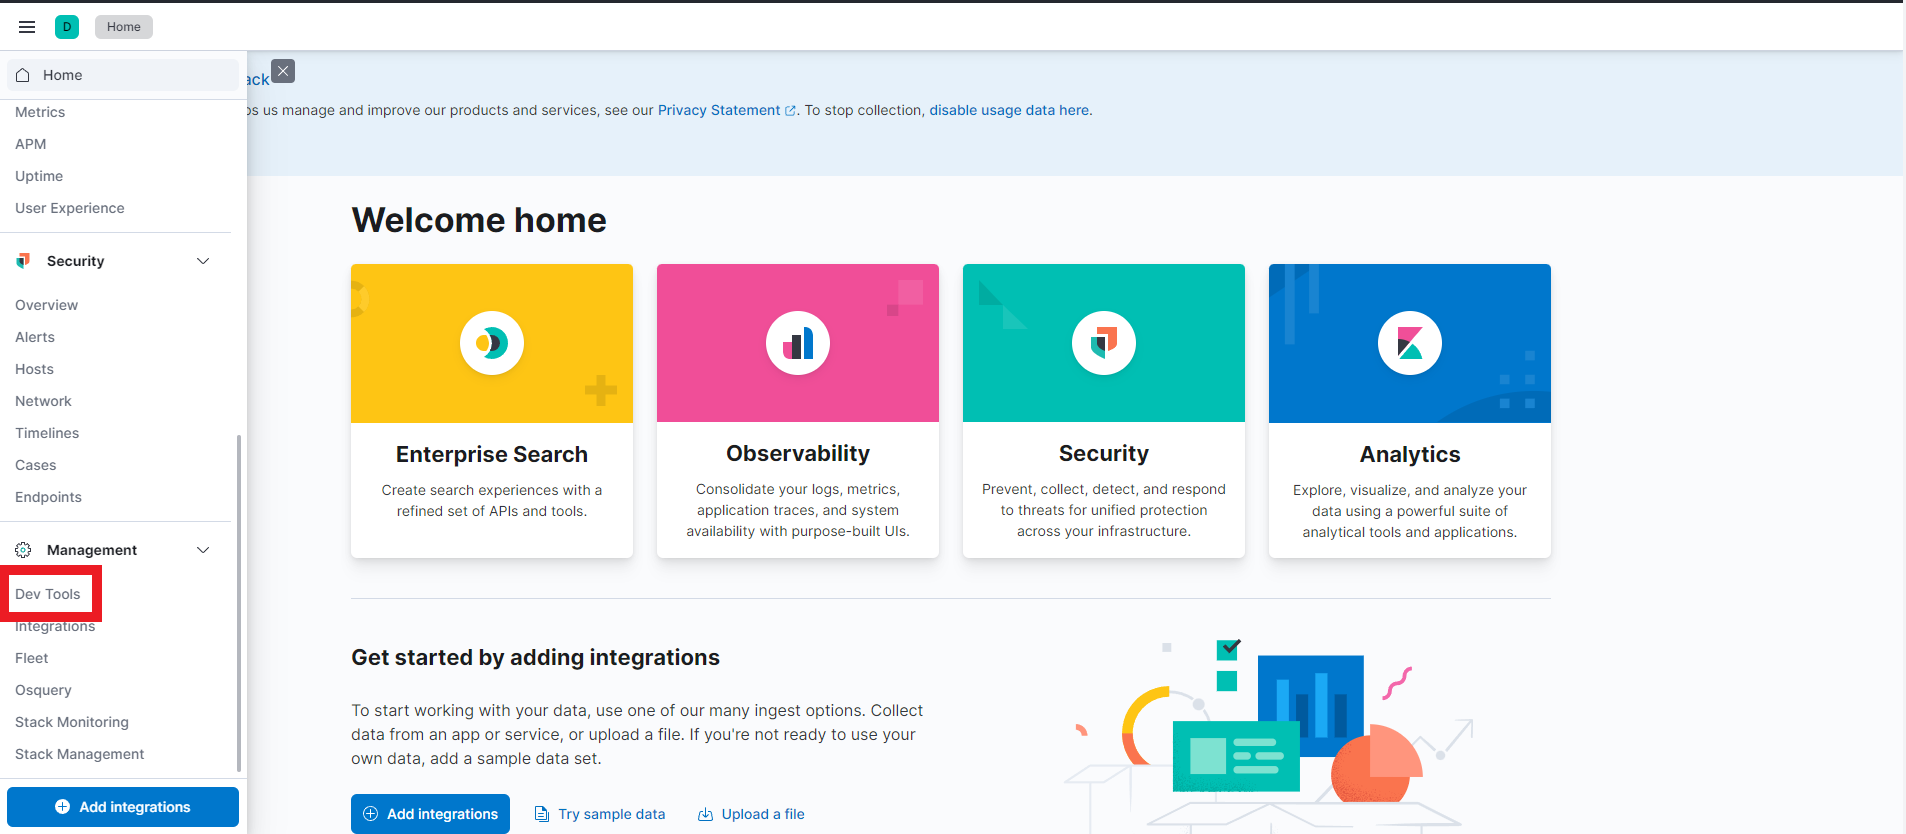 D
Home
Home
Metrics
APM
Uptime
User Experience
Security
Overview
Alerts
Hosts
Network
Timelines
Cases
Endpoints
Management
Dev Tools
Integrations
Fleet
Osquery
Stack Monitoring
Stack Management
Add integrations
us manage and improve our products and services, see our Privacy Statement. To stop collection, disable usage data here.
Welcome home
Enterprise Search
Create search experiences with a
refined set of APIs and tools.
Observability
Consolidate your logs, metrics,
application traces, and system
availability with purpose-built UIs.
Security
Prevent, collect, detect, and respond
to threats for unified protection
across your infrastructure.
Analytics
Explore, visualize, and analyze your
data using a powerful suite of
analytical tools and applications.
Get started by adding integrations
To start working with your data, use one of our many ingest options. Collect
data from an app or service, or upload a file. If you're not ready to use your
own data, add a sample data set.
Add integrations
Try sample data
Upload a file